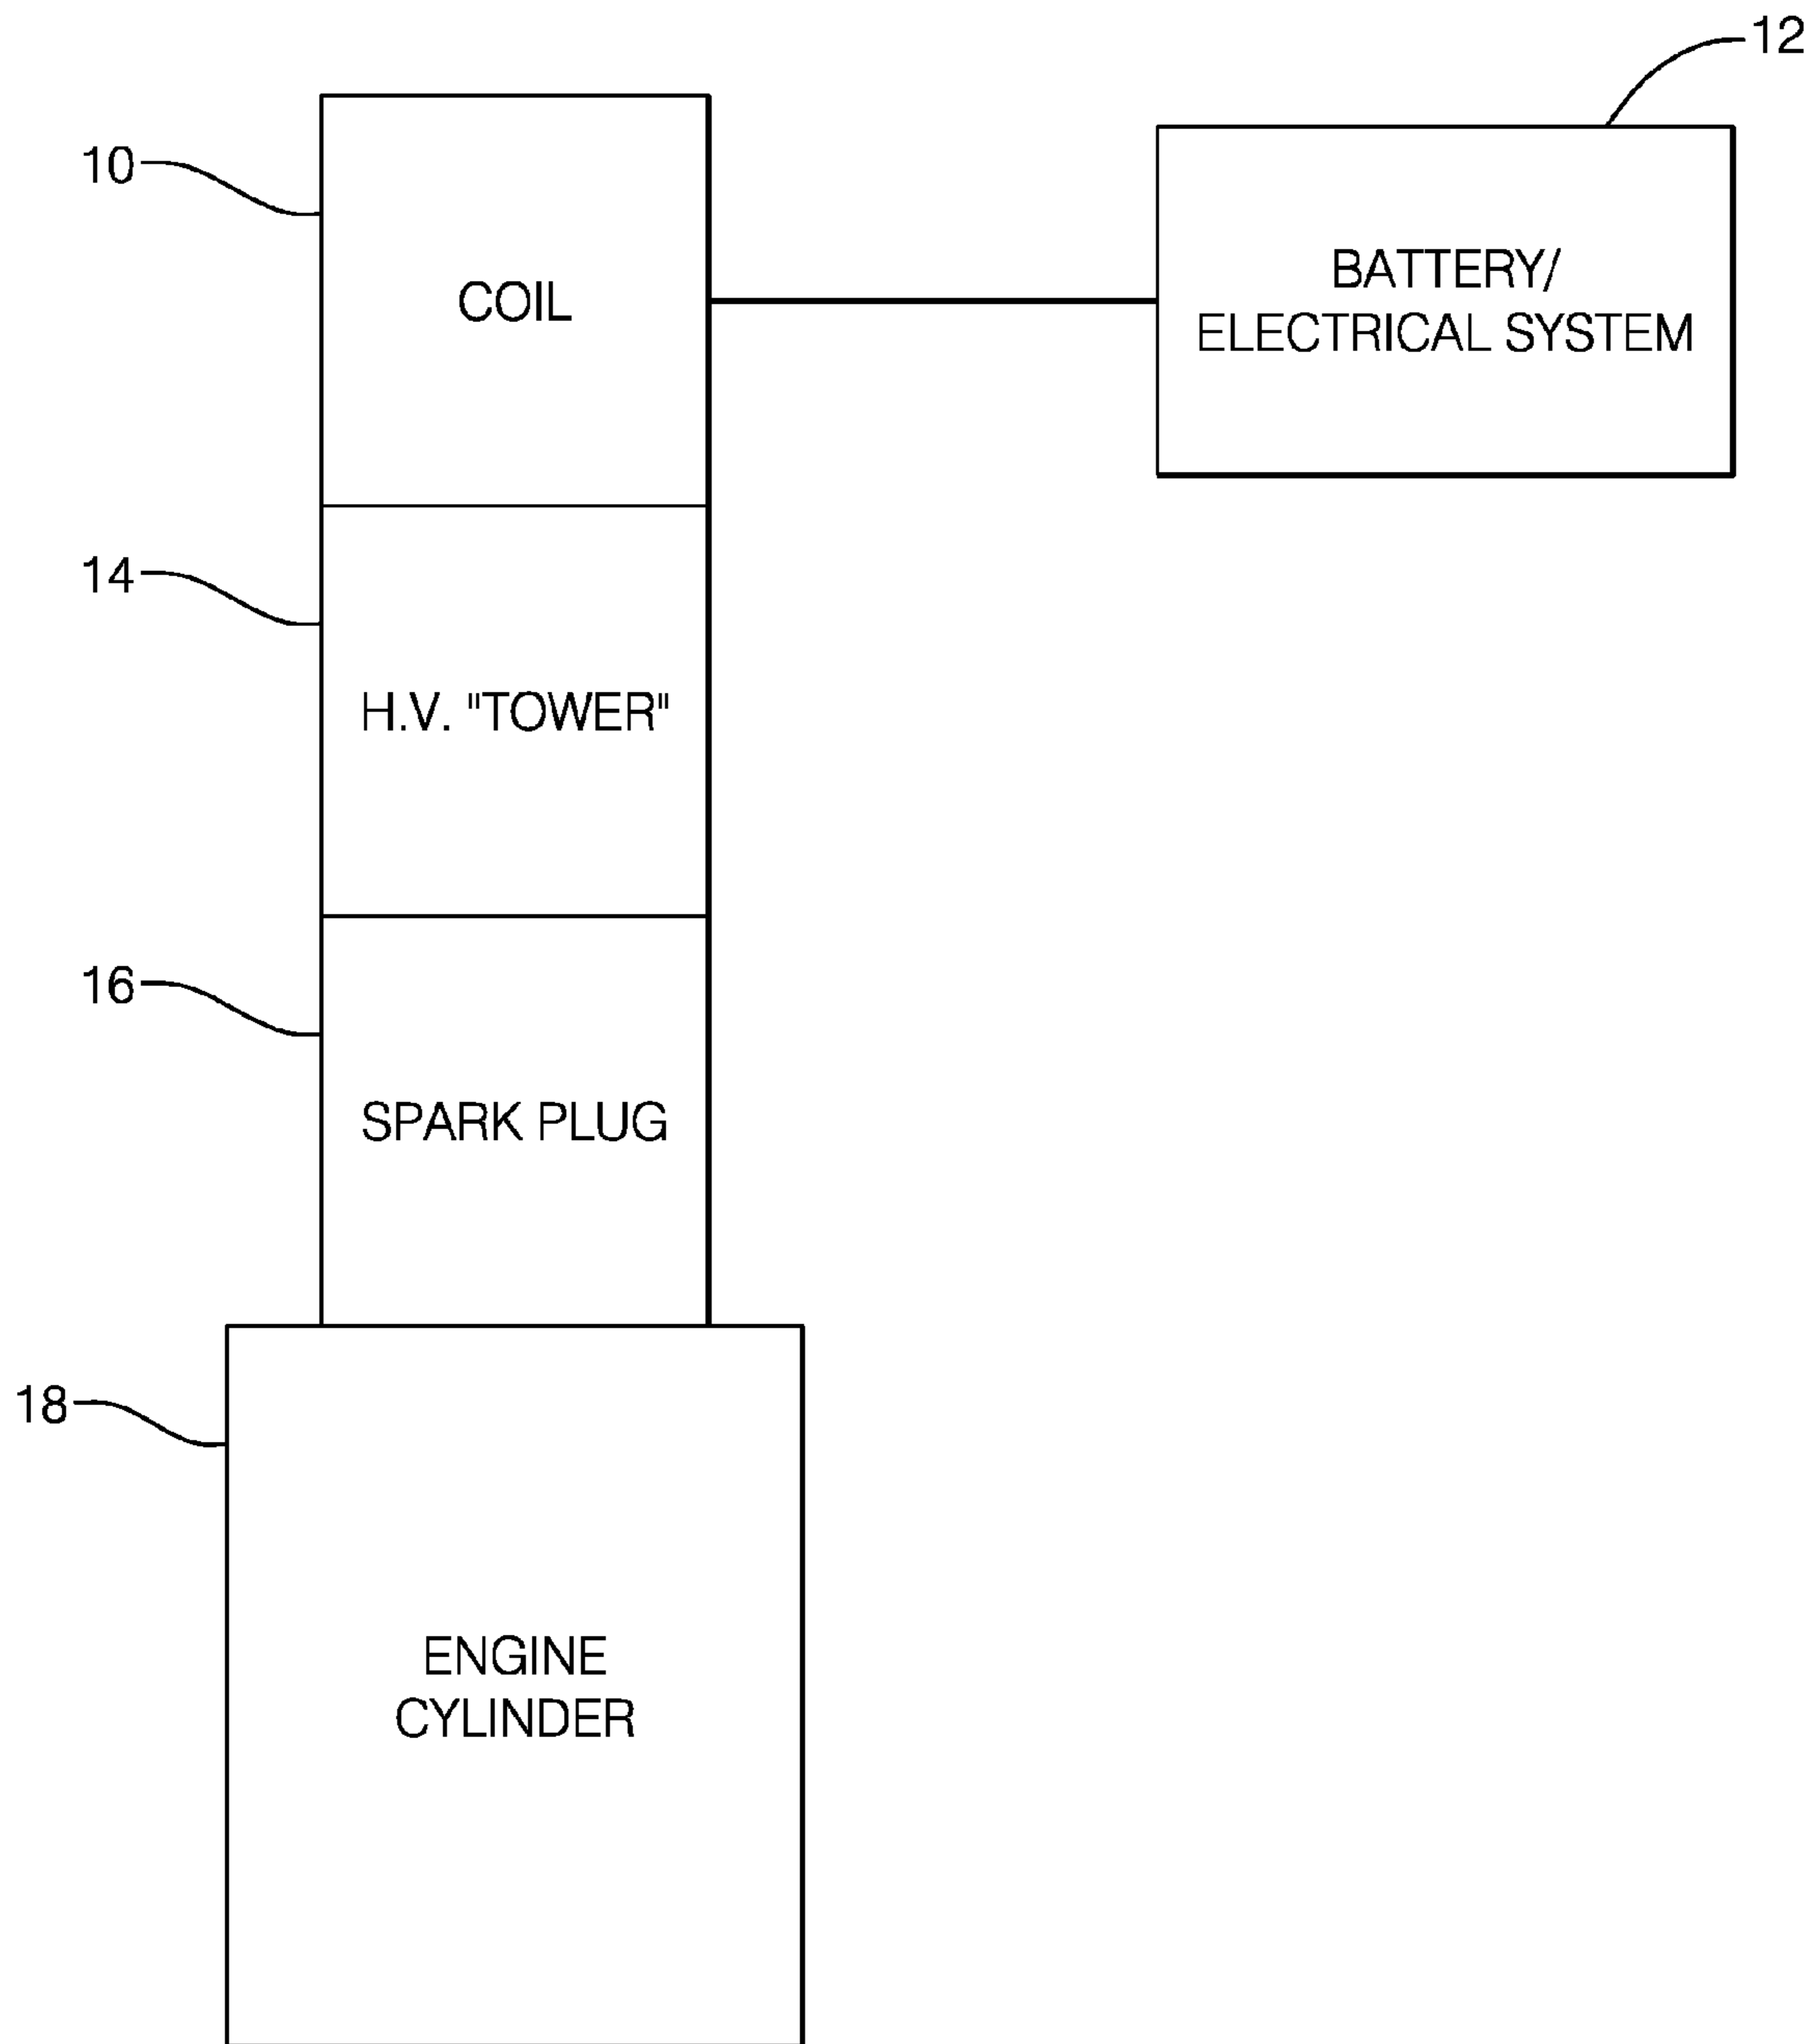 12
10
COIL
BATTERY/
ELECTRICAL SYSTEM
14
H.V. "TOWER"
16
SPARK PLUG
18
ENGINE
CYLINDER